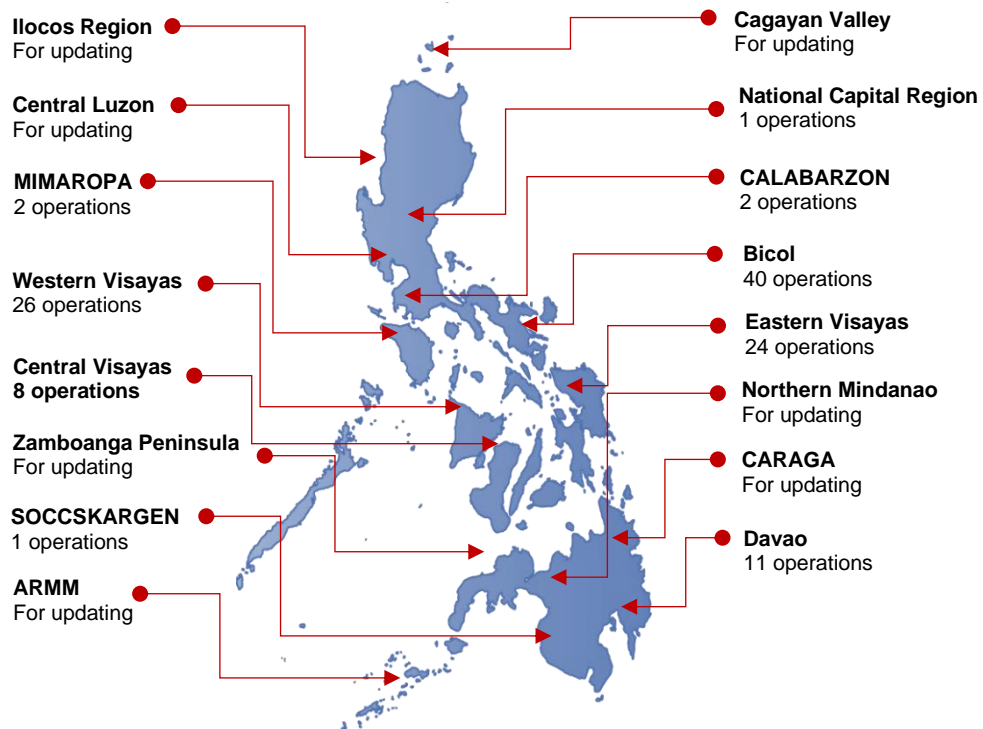 Ilocos Region
For updating
Central Luzon
For updating
MIMAROPA
2 operations
Western Visayas
26 operations
Central Visayas
8 operations
Zamboanga Peninsula
For updating
SOCCSKARGEN
1 operations
ARMM
For updating
Cagayan Valley
For updating
National Capital Region
1 operations
CALABARZON
2 operations
Bicol
40 operations
Eastern Visayas
24 operations
Northern Mindanao
For updating
CARAGA
For updating
Davao
11 operations